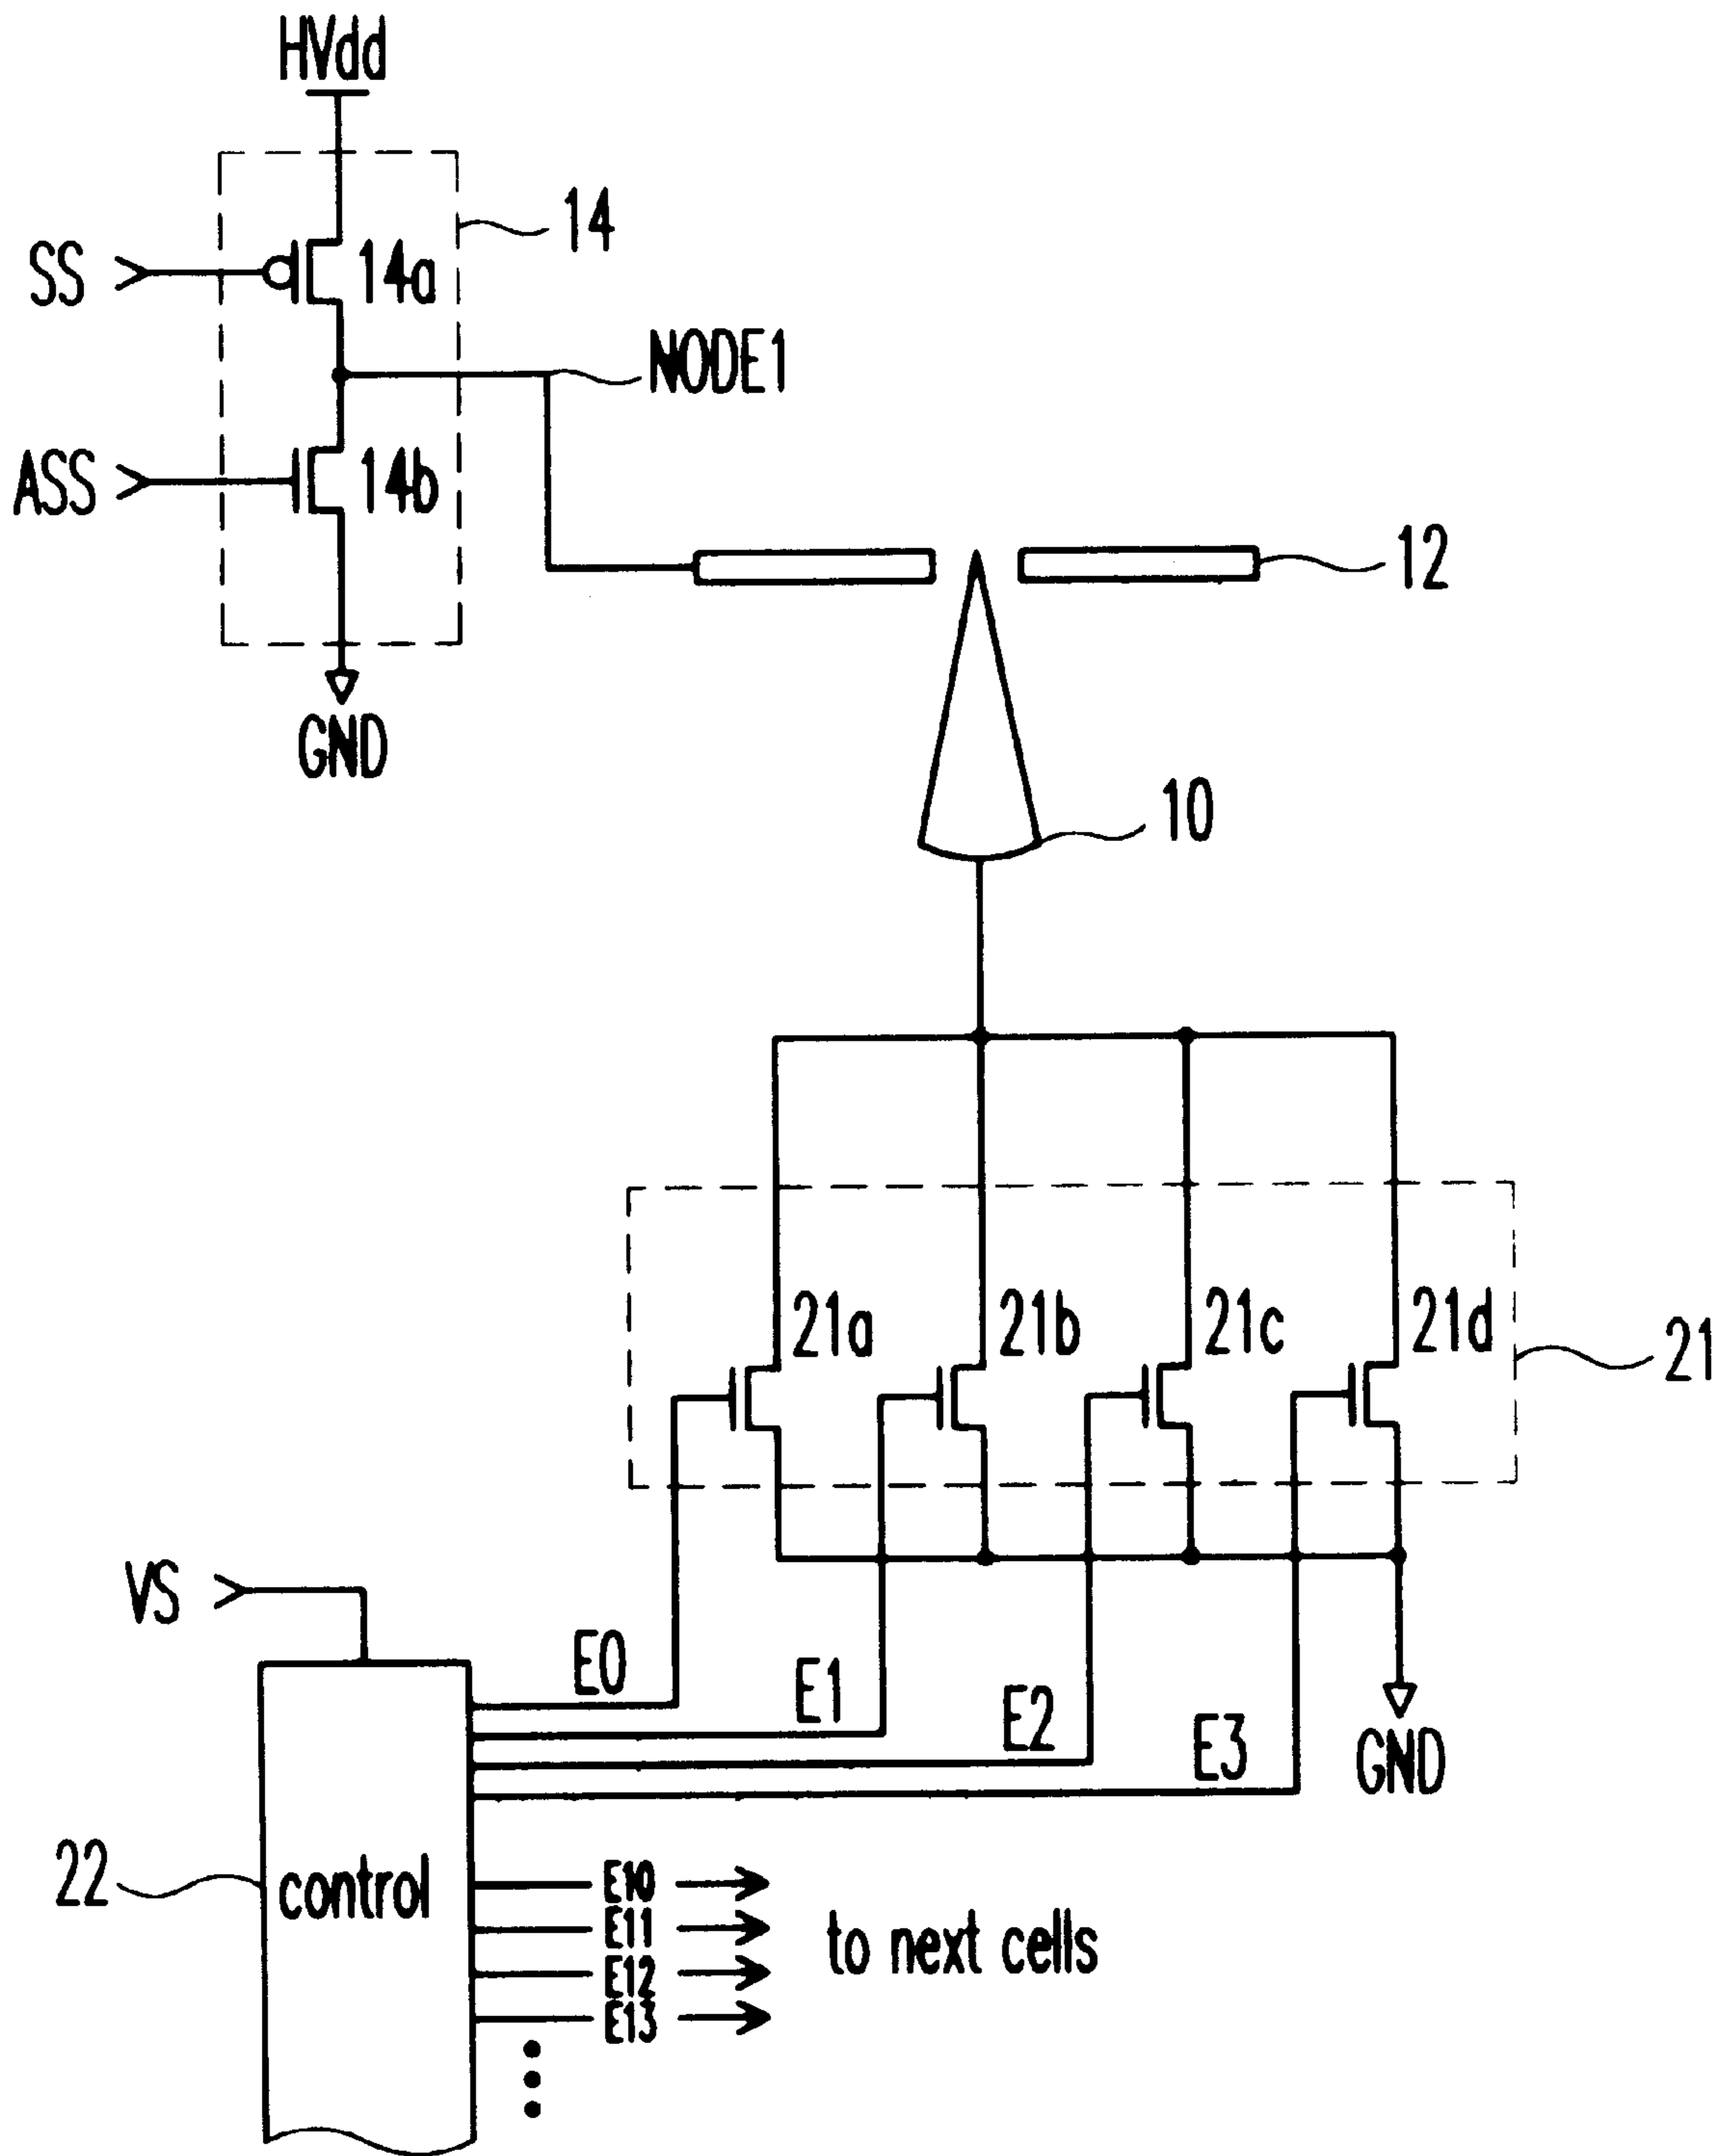 HVdd
14
SS
14a
NODE1
ASS
14b
12
GND
10
21a
21b
21c
21d
21
VS
E0
E1
E2
E3
GND
22
control
E10
E11
to next cells
E12
E13